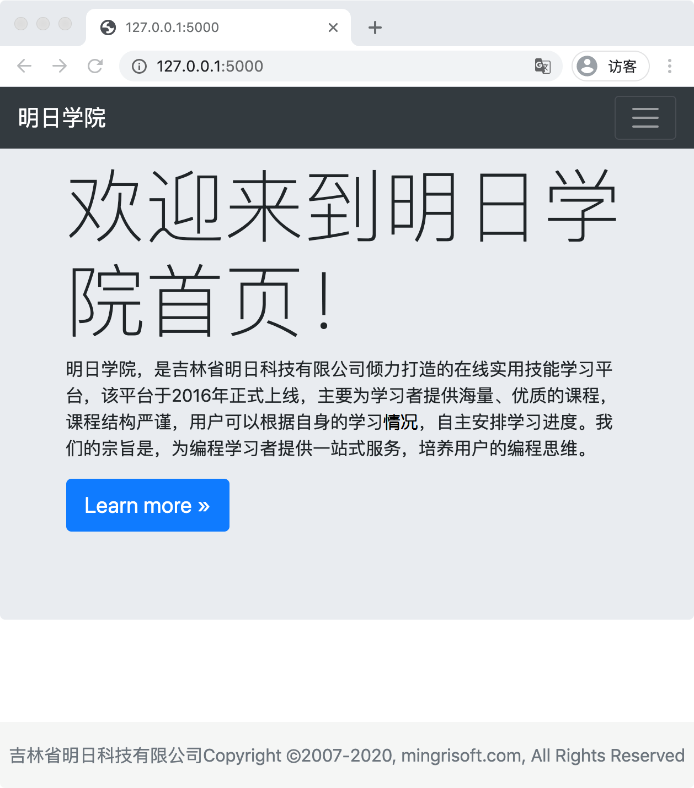 127.0.0.1:5000
127.0.0.1:5000
访客
明日学院
欢迎来到明日学
院首页！
明日学院，是吉林省明日科技有限公司倾力打造的在线实用技能学习平
台，该平台于2016年正式上线，主要为学习者提供海量、优质的课程，
课程结构严谨，用户可以根据自身的学习情况，自主安排学习进度。我
们的宗旨是，为编程学习者提供一站式服务，培养用户的编程思维。
Learn more »
吉林省明日科技有限公司Copyright ©2007-2020, mingrisoft.com, All Rights Reserved